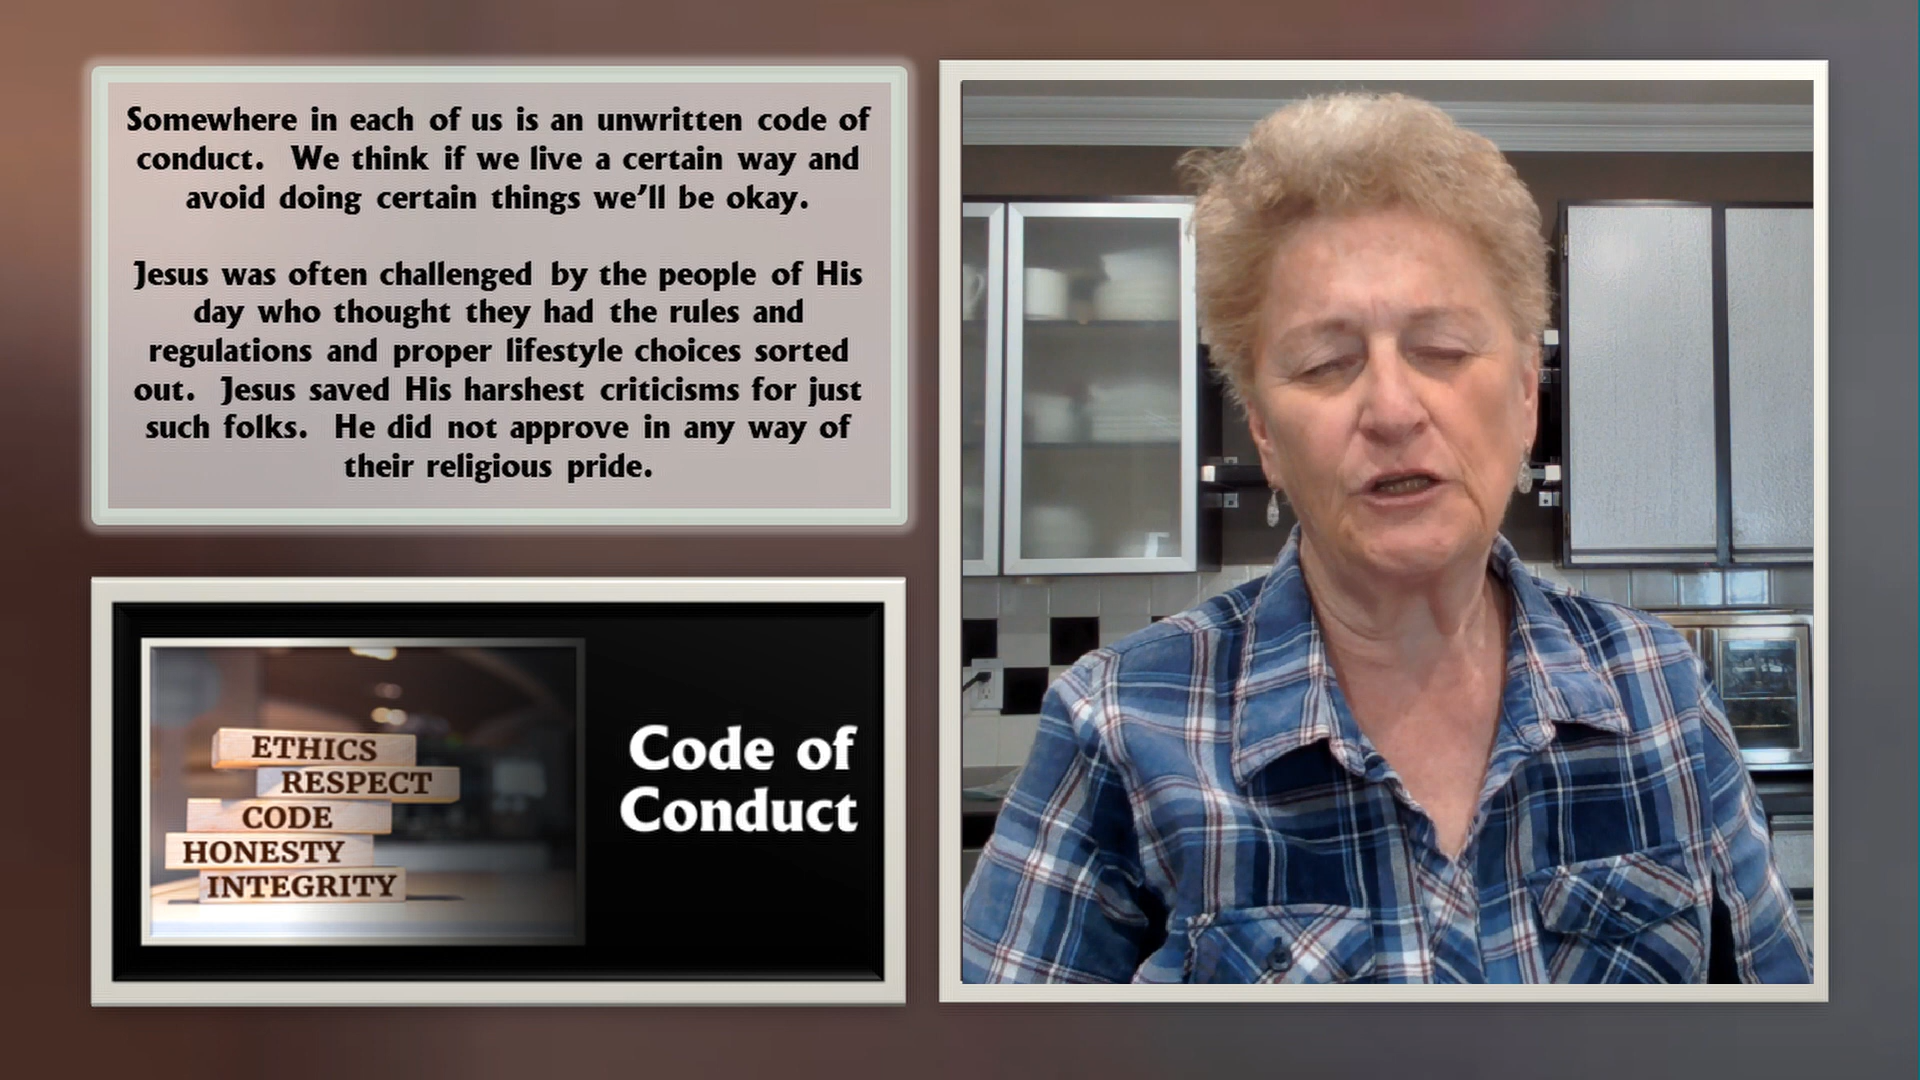 Somewhere in each of us is an unwritten code of
conduct.  We think if we live a certain way and
avoid doing certain things we’ll be okay.
Jesus was often challenged by the people of His
day who thought they had the rules and
regulations and proper lifestyle choices sorted
out.  Jesus saved His harshest criticisms for just
such folks.  He did not approve in any way of
their religious pride.
ETHICS
RESPECT
CODE
HONESTY
INTEGRITY
Code of
Conduct